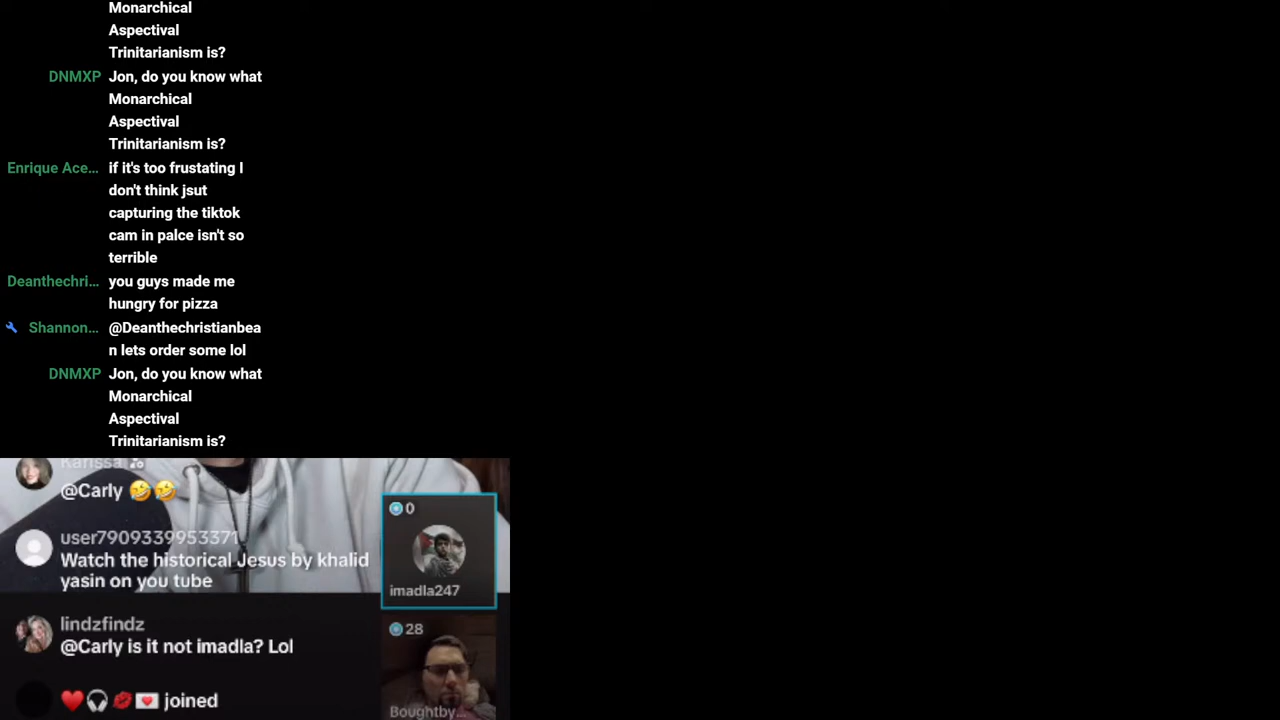 Monarchical
Aspectival
Trinitarianism is?
DNMXP Jon, do you know what
Monarchical
Aspectival
Trinitarianism is?
Enrique Ace... if it's too frustating I
don't think jsut
capturing the tiktok
cam in palce isn't so
terrible
Deanthechri... you guys made me
hungry for pizza
Shannon... @Deanthechristianbea
n lets order some lol
DNMXP Jon, do you know what
Monarchical
Aspectival
Trinitarianism is?
Karissa
@Carly 🤣🤣
0
user7909339953371
Watch the historical Jesus by khalid
yasin on you tube
imadla247
lindzfindz
@Carly is it not imadla? Lol
28
joined
Boughtby...